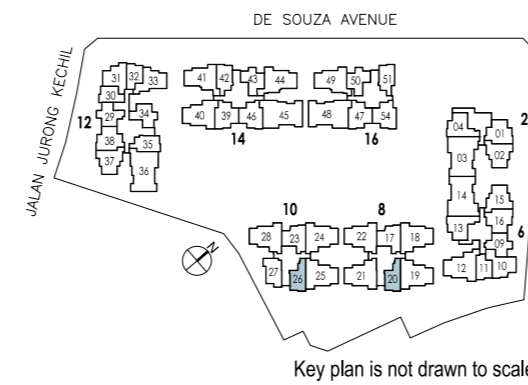 DE SOUZA AVENUE
JALAN JURONG KECHIL
31 32 33
30
29 34
38 35
37 36
12
41 42 43 44
40 39 46 45
14
49 50 51
48 47 54
16
04 01
03 02
2
14 15
13 16
09
12 11 10
6
10
28 23 24
27 26 25
8
22 17 18
21 20 19
N
Key plan is not drawn to scale